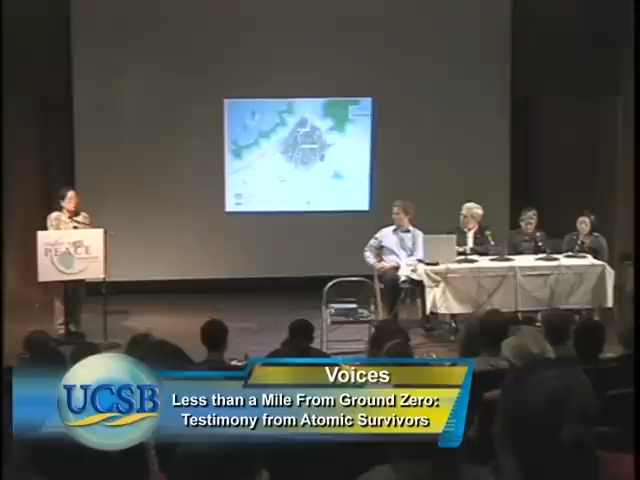 PEACE
UCSB
Voices
Less than a Mile From Ground Zero:
Testimony from Atomic Survivors